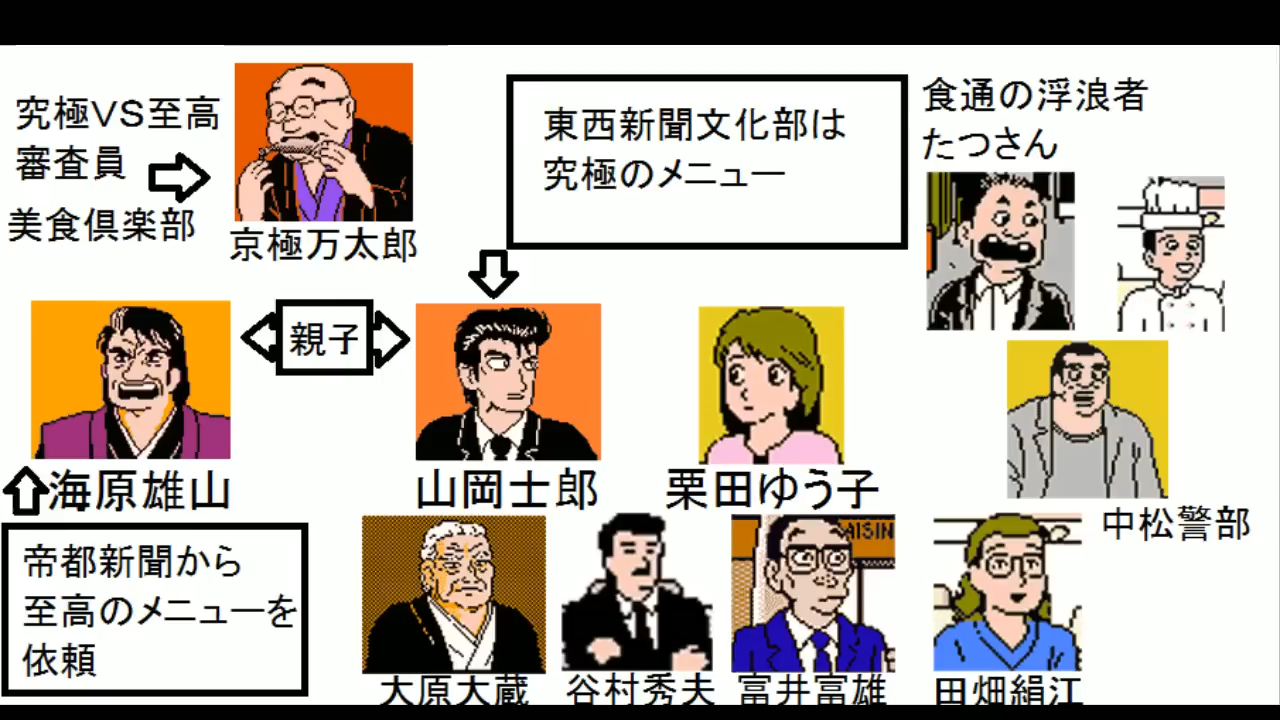 究極VS至高
審査員
美食倶楽部
京極万太郎
東西新聞文化部は
究極のメニュー
食通の浮浪者
たつさん
親子
海原雄山
山岡士郎
栗田ゆう子
中松警部
帝都新聞から
至高のメニューを
依頼
大原大蔵
谷村秀夫
富井富雄
田畑絹江
AISIN